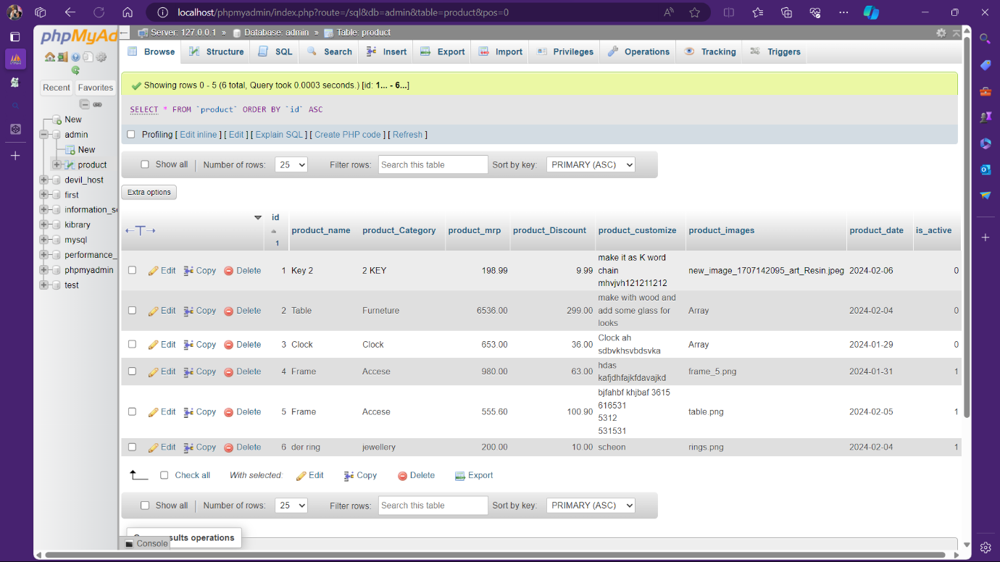 localhost/phpmyadmin/index.php?route=/sql&db=admin&table=product&pos=0
phpMyAd
Recent Favorites
New
admin
New
product
devil_host
first
information_s
kibrary
mysql
performance_
phpmyadmin
test
Server: 127.0.0.1 » Database: admin » Table: product
Browse Structure SQL Search Insert Export Import Privileges Operations Tracking Triggers
Showing rows 0 - 5 (6 total, Query took 0.0003 seconds.) [id: 1... - 6...]
SELECT * FROM `product` ORDER BY `id` ASC
Profiling [ Edit inline ] [ Edit ] [ Explain SQL ] [ Create PHP code ] [ Refresh ]
Show all Number of rows: 25 Filter rows: Search this table Sort by key: PRIMARY (ASC)
Extra options
←T→ id 1 product_name product_Category product_mrp product_Discount product_customize product_images product_date is_active
Edit Copy Delete 1 Key 2 2 KEY 198.99 9.99 make it as K word
chain
mhvjvh121211212
new_image_1707142095_art_Resin.jpeg 2024-02-06 0
Edit Copy Delete 2 Table Furneture 6536.00 299.00 make with wood and
add some glass for
looks
Array 2024-02-04 0
Edit Copy Delete 3 Clock Clock 653.00 36.00 Clock ah
sdbvkhsvbdsvka
Array 2024-01-29 0
Edit Copy Delete 4 Frame Accese 980.00 63.00 hdas
kafjdhfajkfdavajkd
frame_5.png 2024-01-31 1
Edit Copy Delete 5 Frame Accese 555.60 100.90 bjfahbf khjbaf 3615
616531
5312
531531
table.png 2024-02-05 1
Edit Copy Delete 6 der ring jewellery 200.00 10.00 scheon rings.png 2024-02-04 1
Check all With selected: Edit Copy Delete Export
Show all Number of rows: 25 Filter rows: Search this table Sort by key: PRIMARY (ASC)
operations
Console